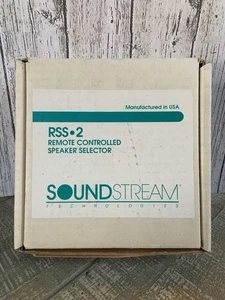 Manufactured in USA
RSS•2
REMOTE CONTROLLED
SPEAKER SELECTOR
SOUNDSTREAM
TECHNOLOGIES